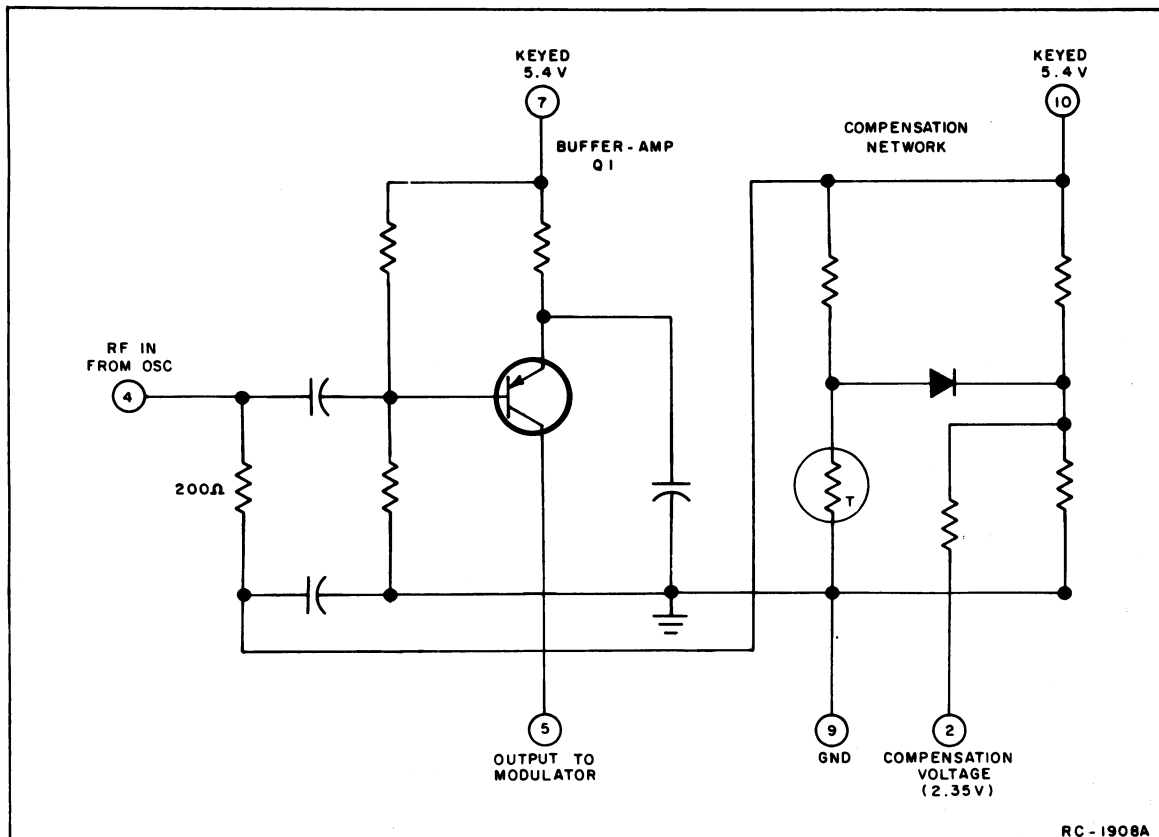 KEYED
5.4 V
7
BUFFER-AMP
Q1
KEYED
5.4 V
10
COMPENSATION
NETWORK
RF IN
FROM OSC
4
200Ω
T
5
OUTPUT TO
MODULATOR
9
GND
2
COMPENSATION
VOLTAGE
(2.35V)
RC-1908A